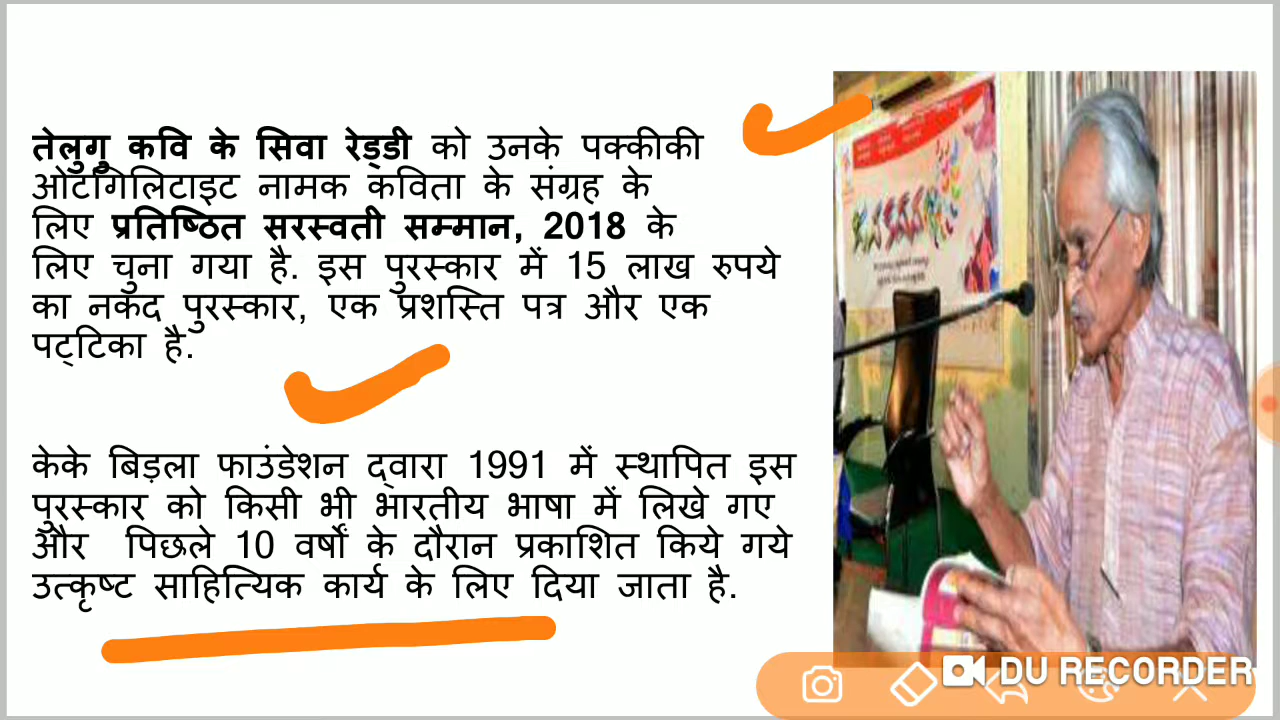 तेलुगु कवि के सिवा रेड्डी को उनके पक्कीकी
ओटोगिलिटाइट नामक कविता के संग्रह के
लिए प्रतिष्ठित सरस्वती सम्मान, 2018 के
लिए चुना गया है. इस पुरस्कार में 15 लाख रुपये
का नकद पुरस्कार, एक प्रशस्ति पत्र और एक
पट्टिका है.
केके बिड़ला फाउंडेशन द्वारा 1991 में स्थापित इस
पुरस्कार को किसी भी भारतीय भाषा में लिखे गए
और पिछले 10 वर्षों के दौरान प्रकाशित किये गये
उत्कृष्ट साहित्यिक कार्य के लिए दिया जाता है.
DU RECORDER